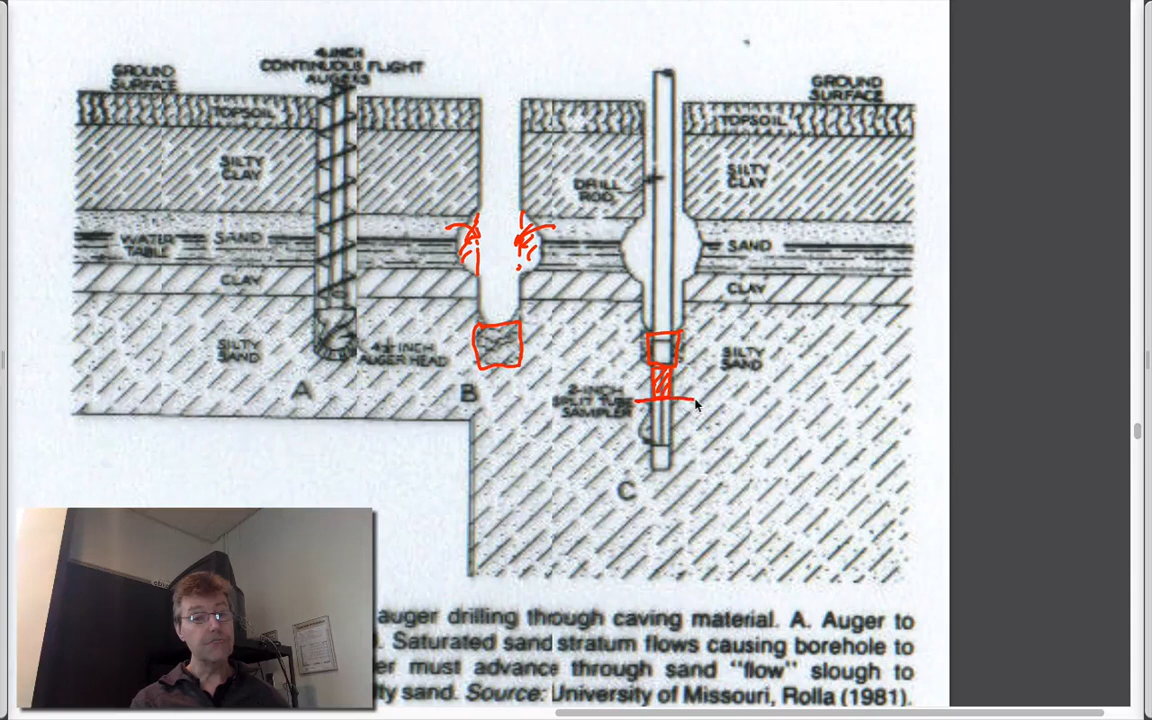 4-INCH
CONTINUOUS FLIGHT
AUGERS
GROUND
SURFACE
GROUND
SURFACE
TOPSOIL
TOPSOIL
SILTY
CLAY
DRILL
ROD
SILTY
CLAY
WATER
TABLE
SAND
SAND
CLAY
CLAY
SILTY
SAND
AUGER HEAD
SILTY
SAND
A
B
2-INCH
SPLIT TUBE
SAMPLER
C
auger drilling through caving material. A. Auger to
. Saturated sand stratum flows causing borehole to
er must advance through sand "flow" slough to
ty sand. Source: University of Missouri, Rolla (1981).